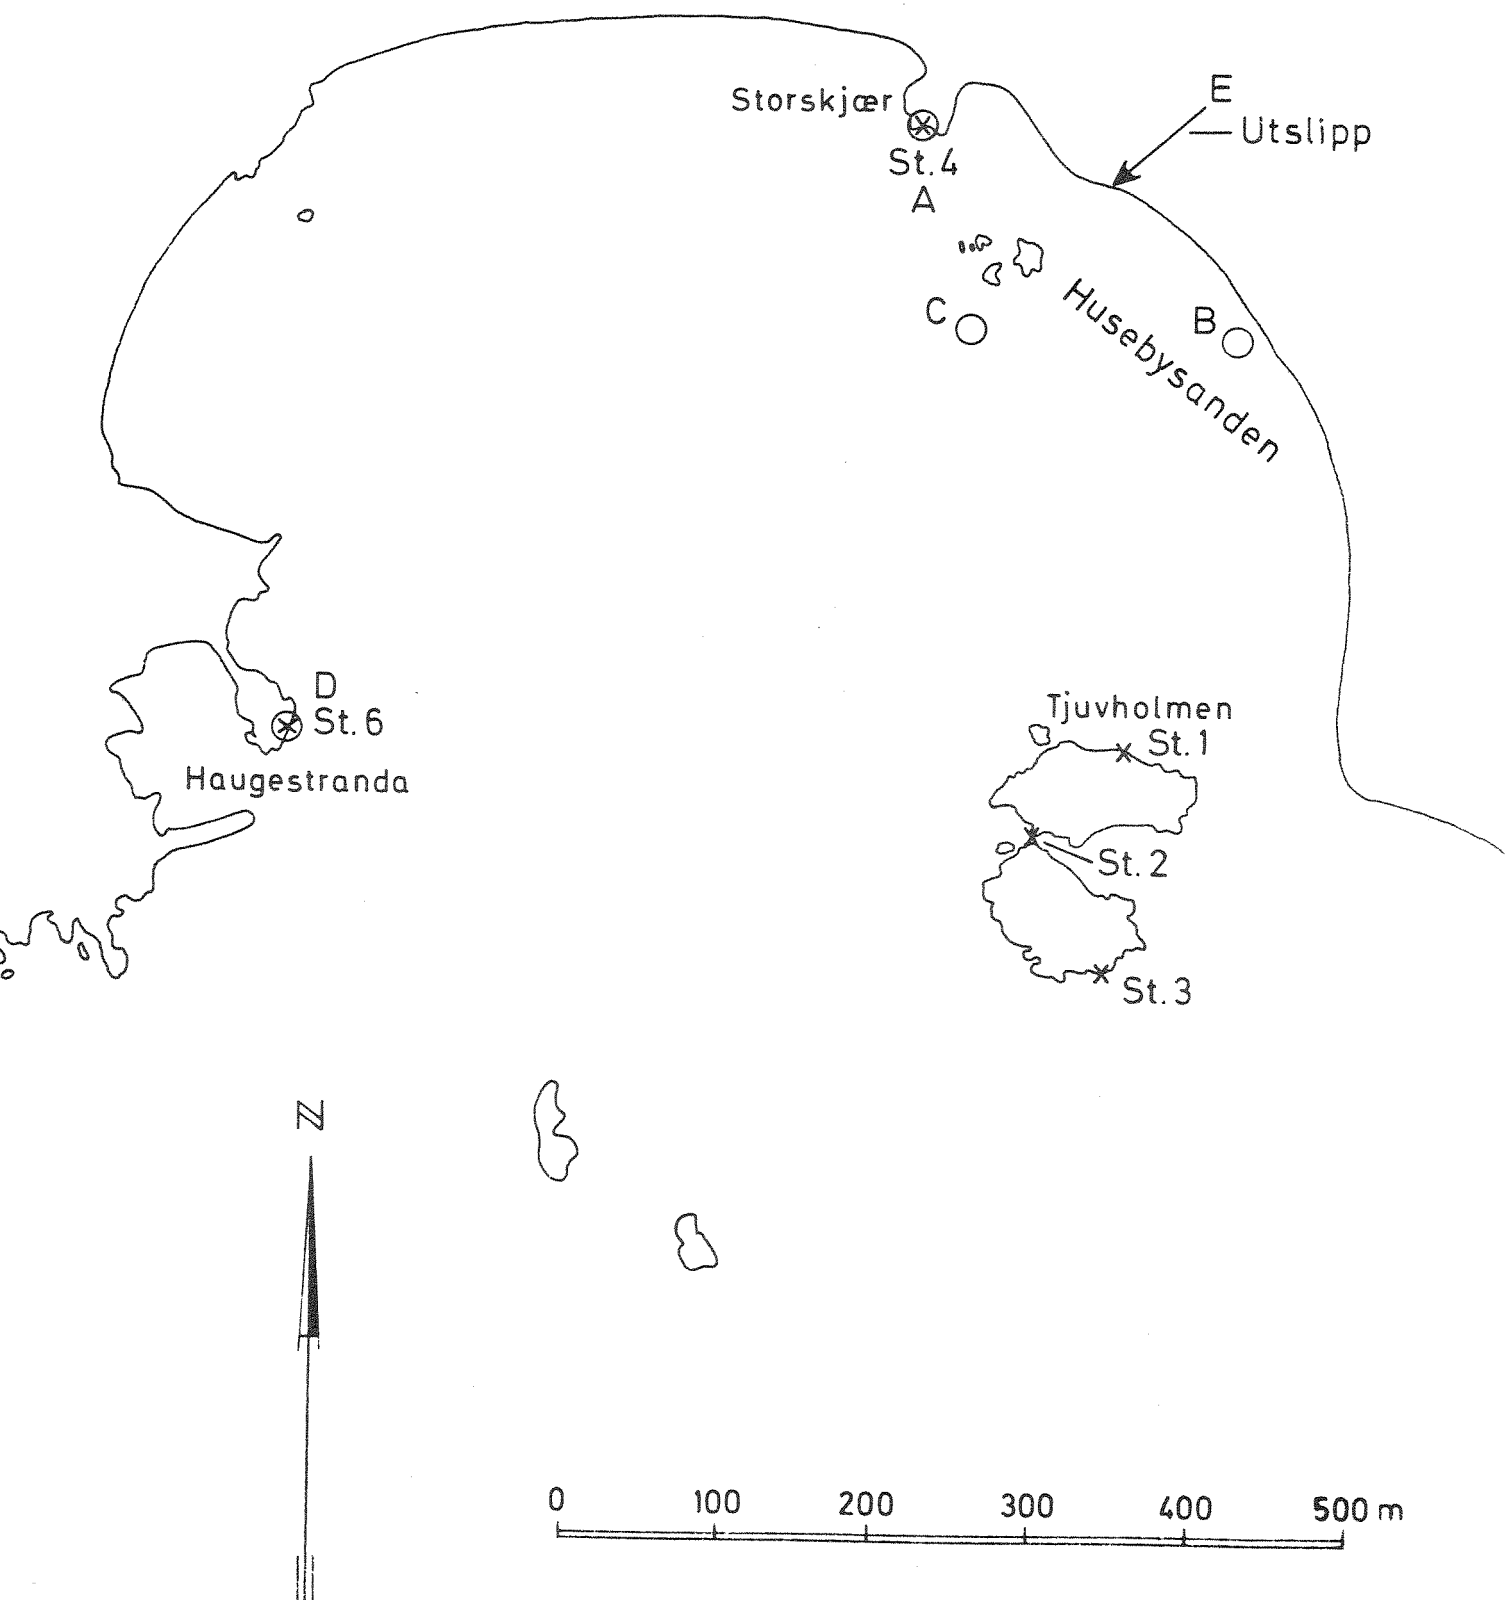 E
Storskjær
Utslipp
St. 4
A
C
B
Husebysanden
D
St. 6
Tjuvholmen
St. 1
Haugestranda
St. 2
St. 3
N
0 100 200 300 400 500 m